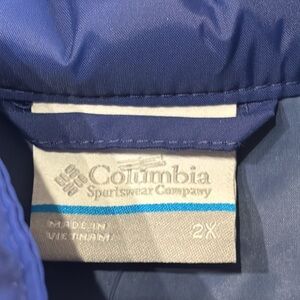 Columbia
Sportswear Company
MADE IN
VIETNAM
2X